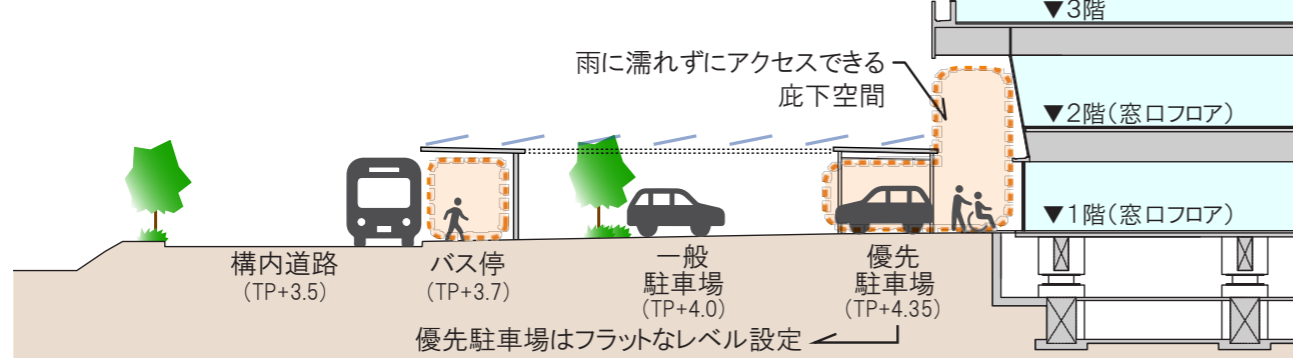 ▼3階
雨に濡れずにアクセスできる
庇下空間
▼2階(窓口フロア)
▼1階(窓口フロア)
構内道路
(TP+3.5)
バス停
(TP+3.7)
一般
駐車場
(TP+4.0)
優先
駐車場
(TP+4.35)
優先駐車場はフラットなレベル設定